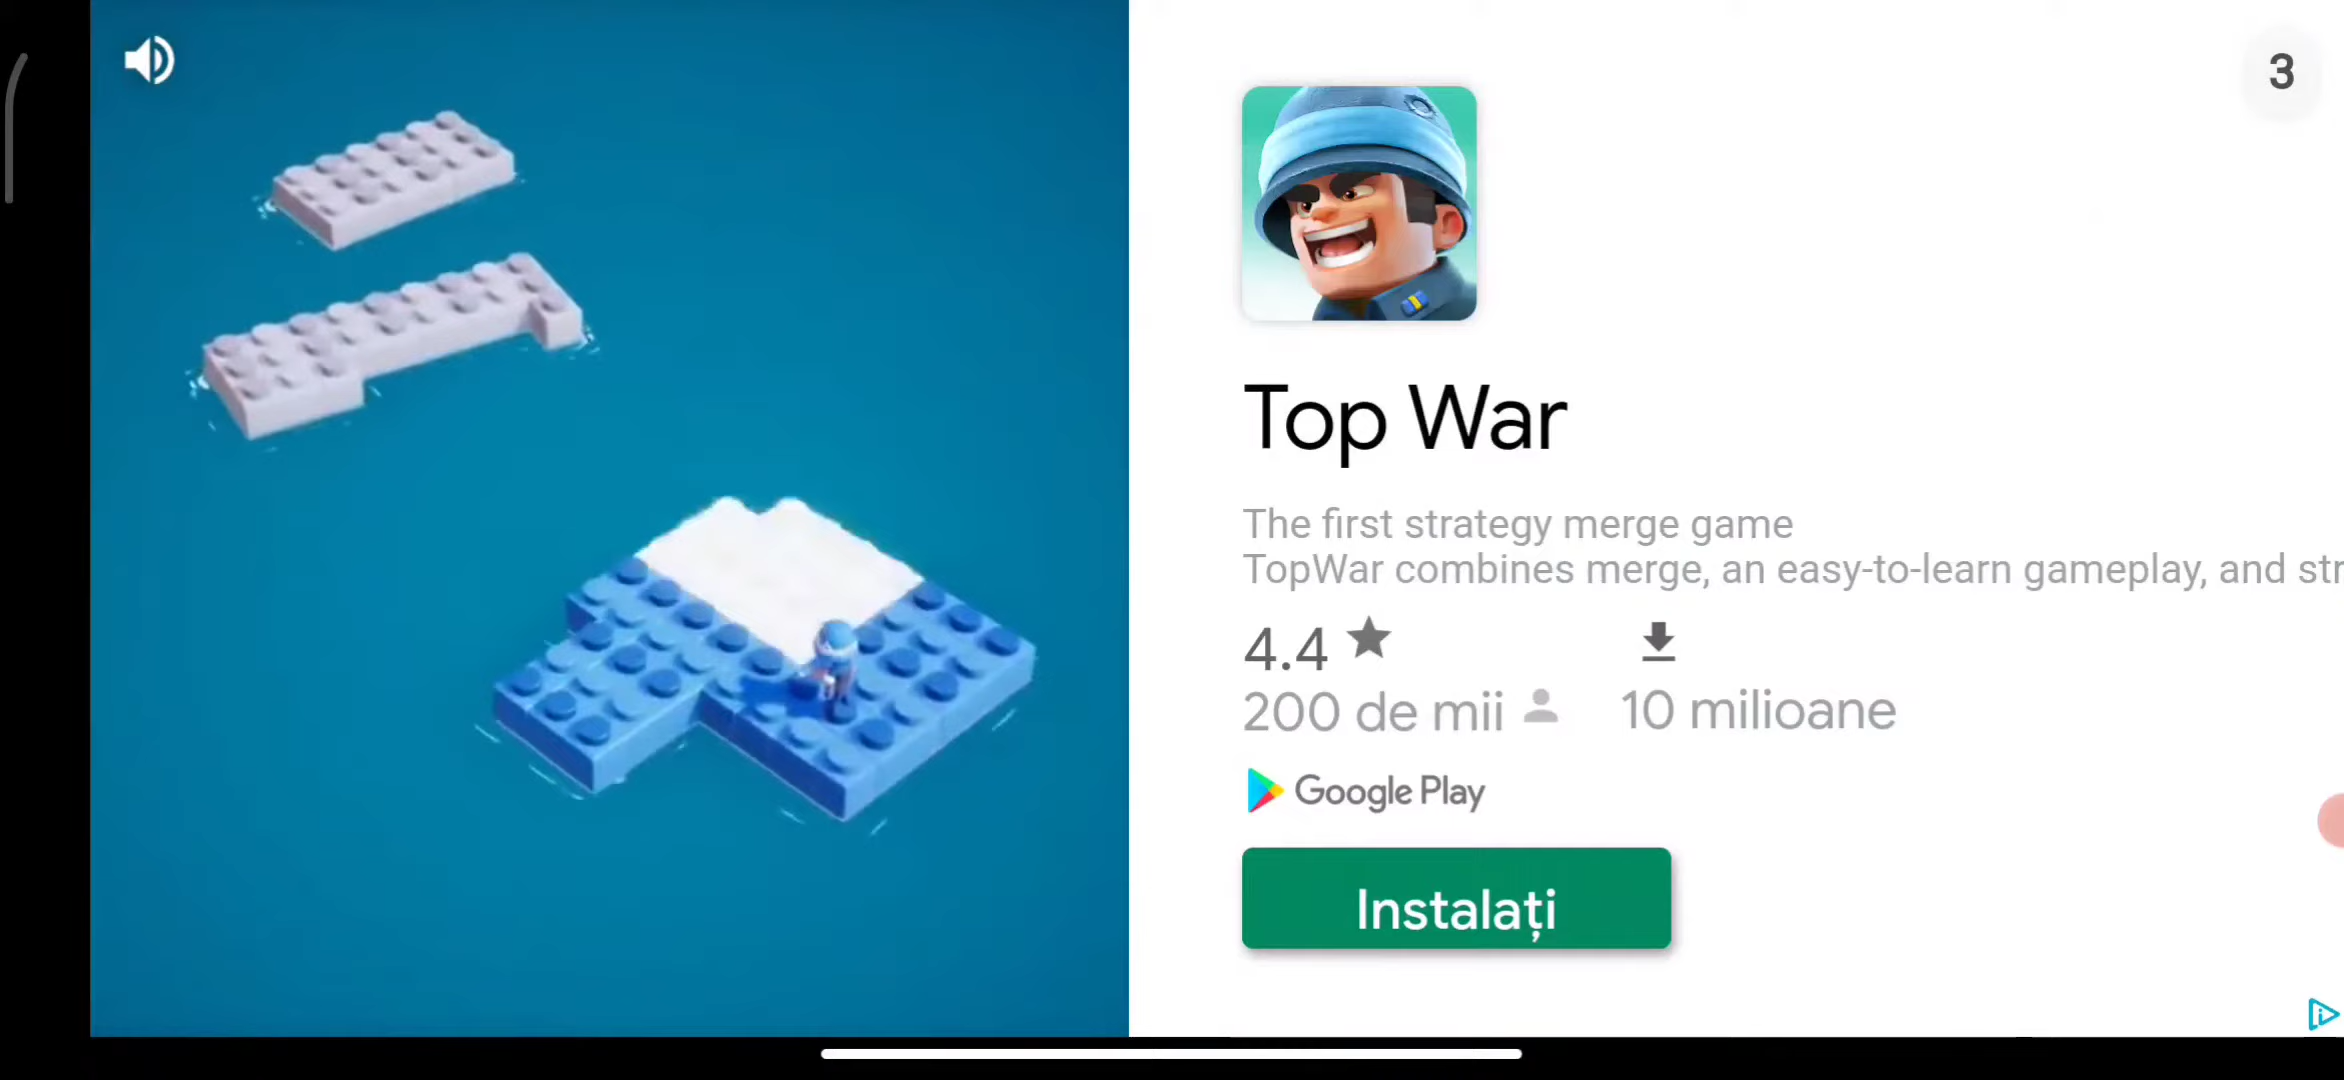 3
Top War
The first strategy merge game
TopWar combines merge, an easy-to-learn gameplay, and str
4.4
200 de mii
10 milioane
Google Play
Instalați